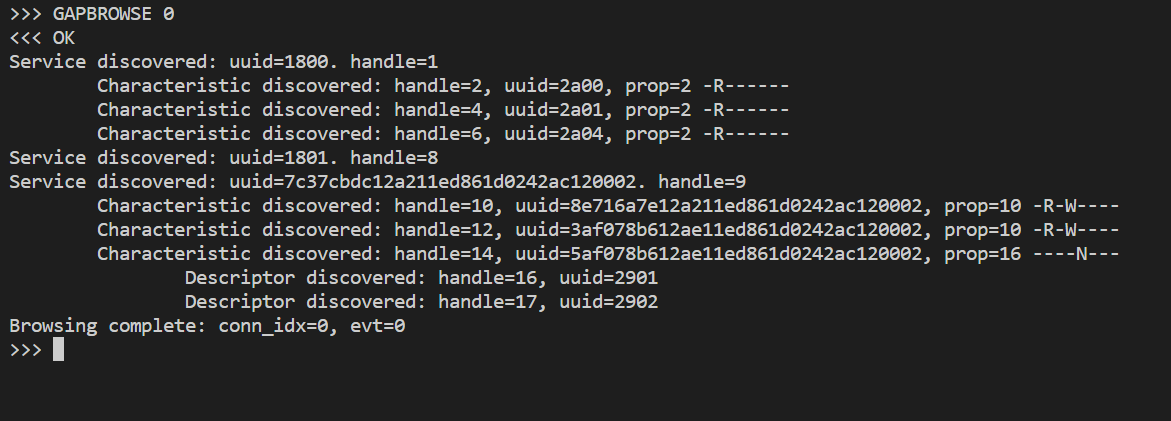 >>> GAPBROWSE 0
<<< OK
Service discovered: uuid=1800. handle=1
Characteristic discovered: handle=2, uuid=2a00, prop=2 -R------
Characteristic discovered: handle=4, uuid=2a01, prop=2 -R------
Characteristic discovered: handle=6, uuid=2a04, prop=2 -R------
Service discovered: uuid=1801. handle=8
Service discovered: uuid=7c37cbdc12a211ed861d0242ac120002. handle=9
Characteristic discovered: handle=10, uuid=8e716a7e12a211ed861d0242ac120002, prop=10 -R-W----
Characteristic discovered: handle=12, uuid=3af078b612ae11ed861d0242ac120002, prop=10 -R-W----
Characteristic discovered: handle=14, uuid=5af078b612ae11ed861d0242ac120002, prop=16 ----N---
Descriptor discovered: handle=16, uuid=2901
Descriptor discovered: handle=17, uuid=2902
Browsing complete: conn_idx=0, evt=0
>>>